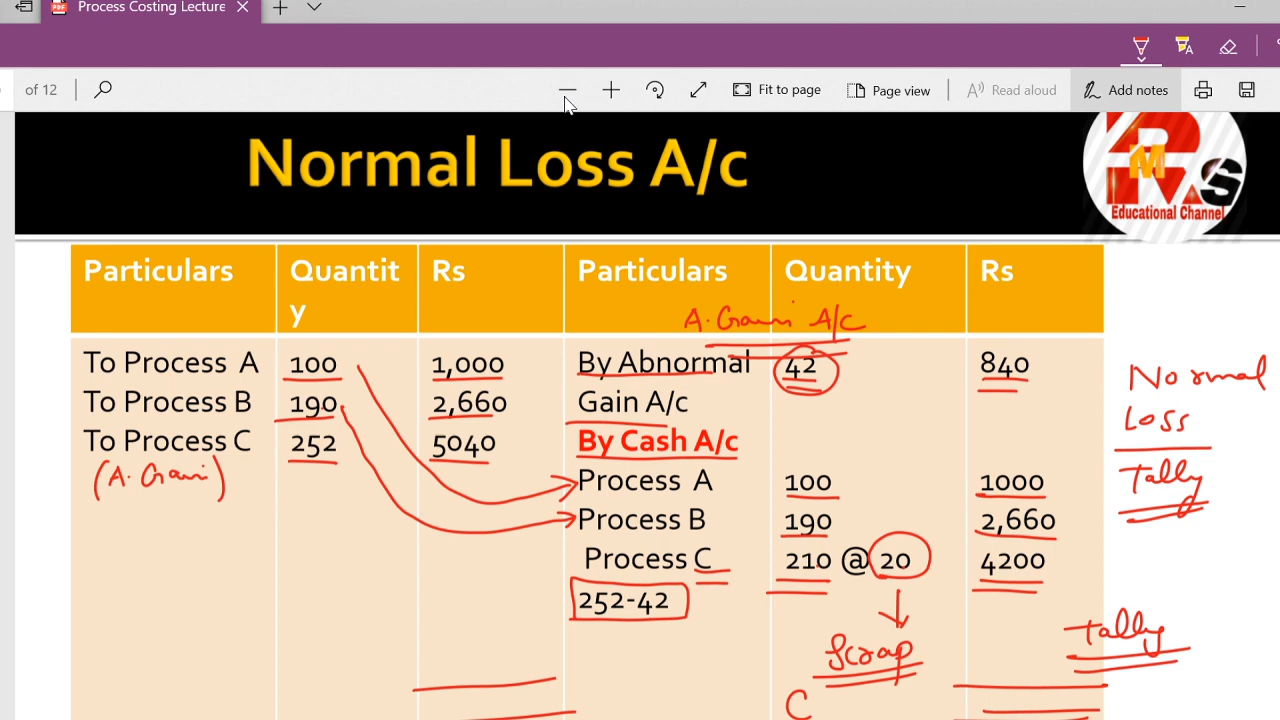 Process Costing Lecture
of 12
Fit to page
Page view
Read aloud
Add notes
Normal Loss A/c
R
M
S
Educational Channel
Particulars Quantit Rs Particulars Quantity Rs
y
A. Gain A/c
To Process A 100 1,000 By Abnormal 42 840
To Process B 190 2,660 Gain A/c
To Process C 252 5040 By Cash A/c
(A. Gain)
Process A 100 1000
Process B 190 2,660
Process C 210 @ 20 4200
252-42
Normal
Loss
Tally
Tally
Scrap
C